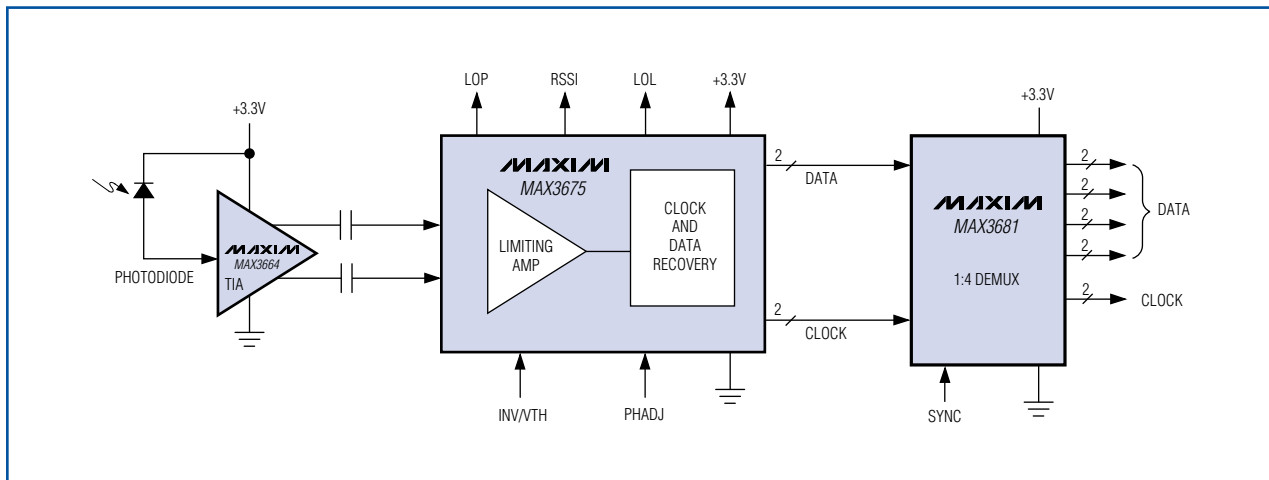 LOP
RSSI
LOL
+3.3V
+3.3V
+3.3V
MAXIM
MAX3664
TIA
PHOTODIODE
MAXIM
MAX3675
LIMITING
AMP
CLOCK
AND
DATA
RECOVERY
INV/VTH
PHADJ
2
DATA
2
CLOCK
MAXIM
MAX3681
1:4 DEMUX
SYNC
2
2
2
2
DATA
2
CLOCK